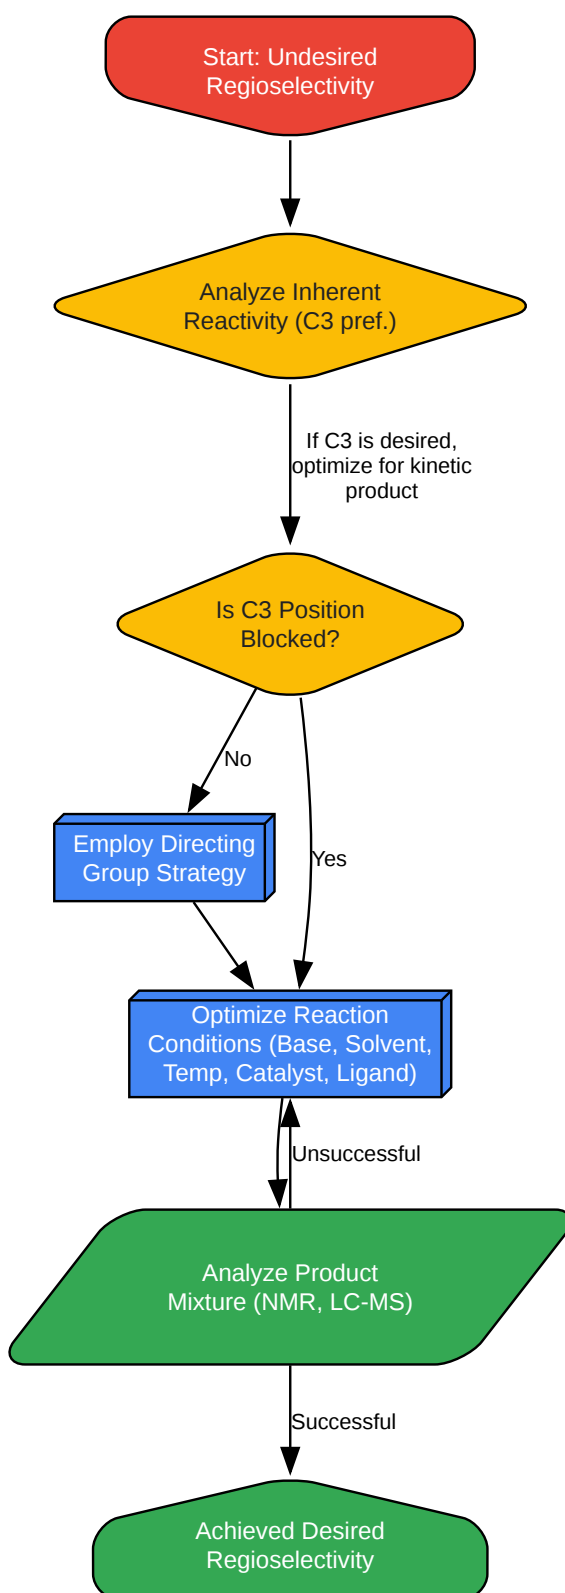 Start: Undesired
Regioselectivity
Analyze Inherent
Reactivity (C3 pref.)
If C3 is desired,
optimize for kinetic
product
Is C3 Position
Blocked?
No
Employ Directing
Group Strategy
Yes
Optimize Reaction
Conditions (Base, Solvent,
Temp, Catalyst, Ligand)
Unsuccessful
Analyze Product
Mixture (NMR, LC-MS)
Successful
Achieved Desired
Regioselectivity